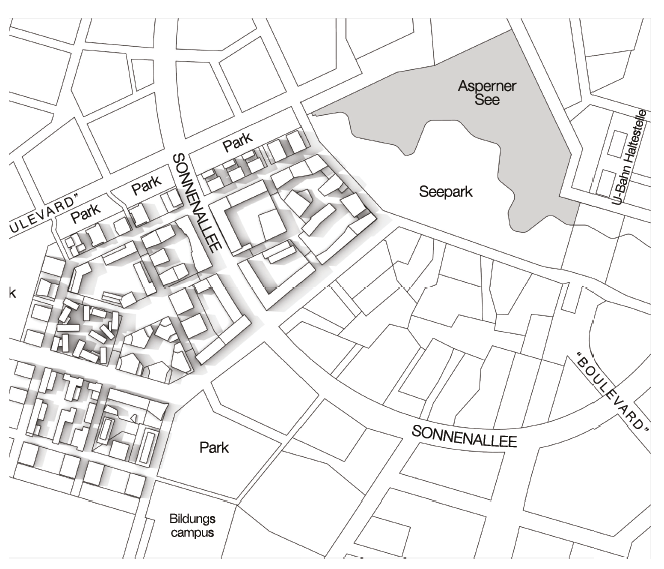 Asperner
See
U-Bahn Haltestelle
Park
SONNENALLEE
Seepark
Park
Park
ULEVARD"
k
"BOULEVARD"
SONNENALLEE
Park
Bildungs
campus